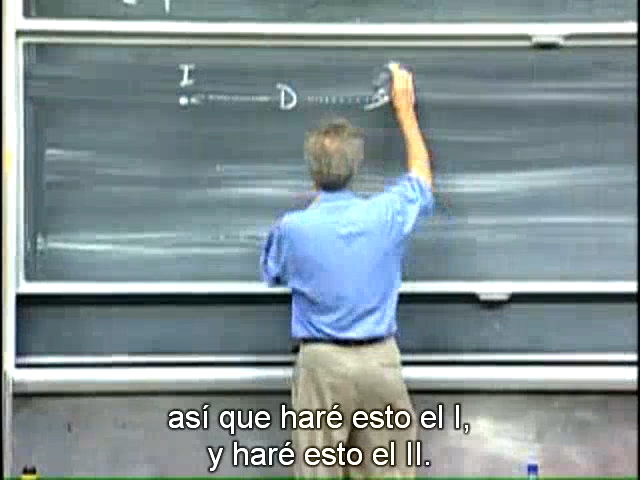 I
D
así que haré esto el I,
y haré esto el II.